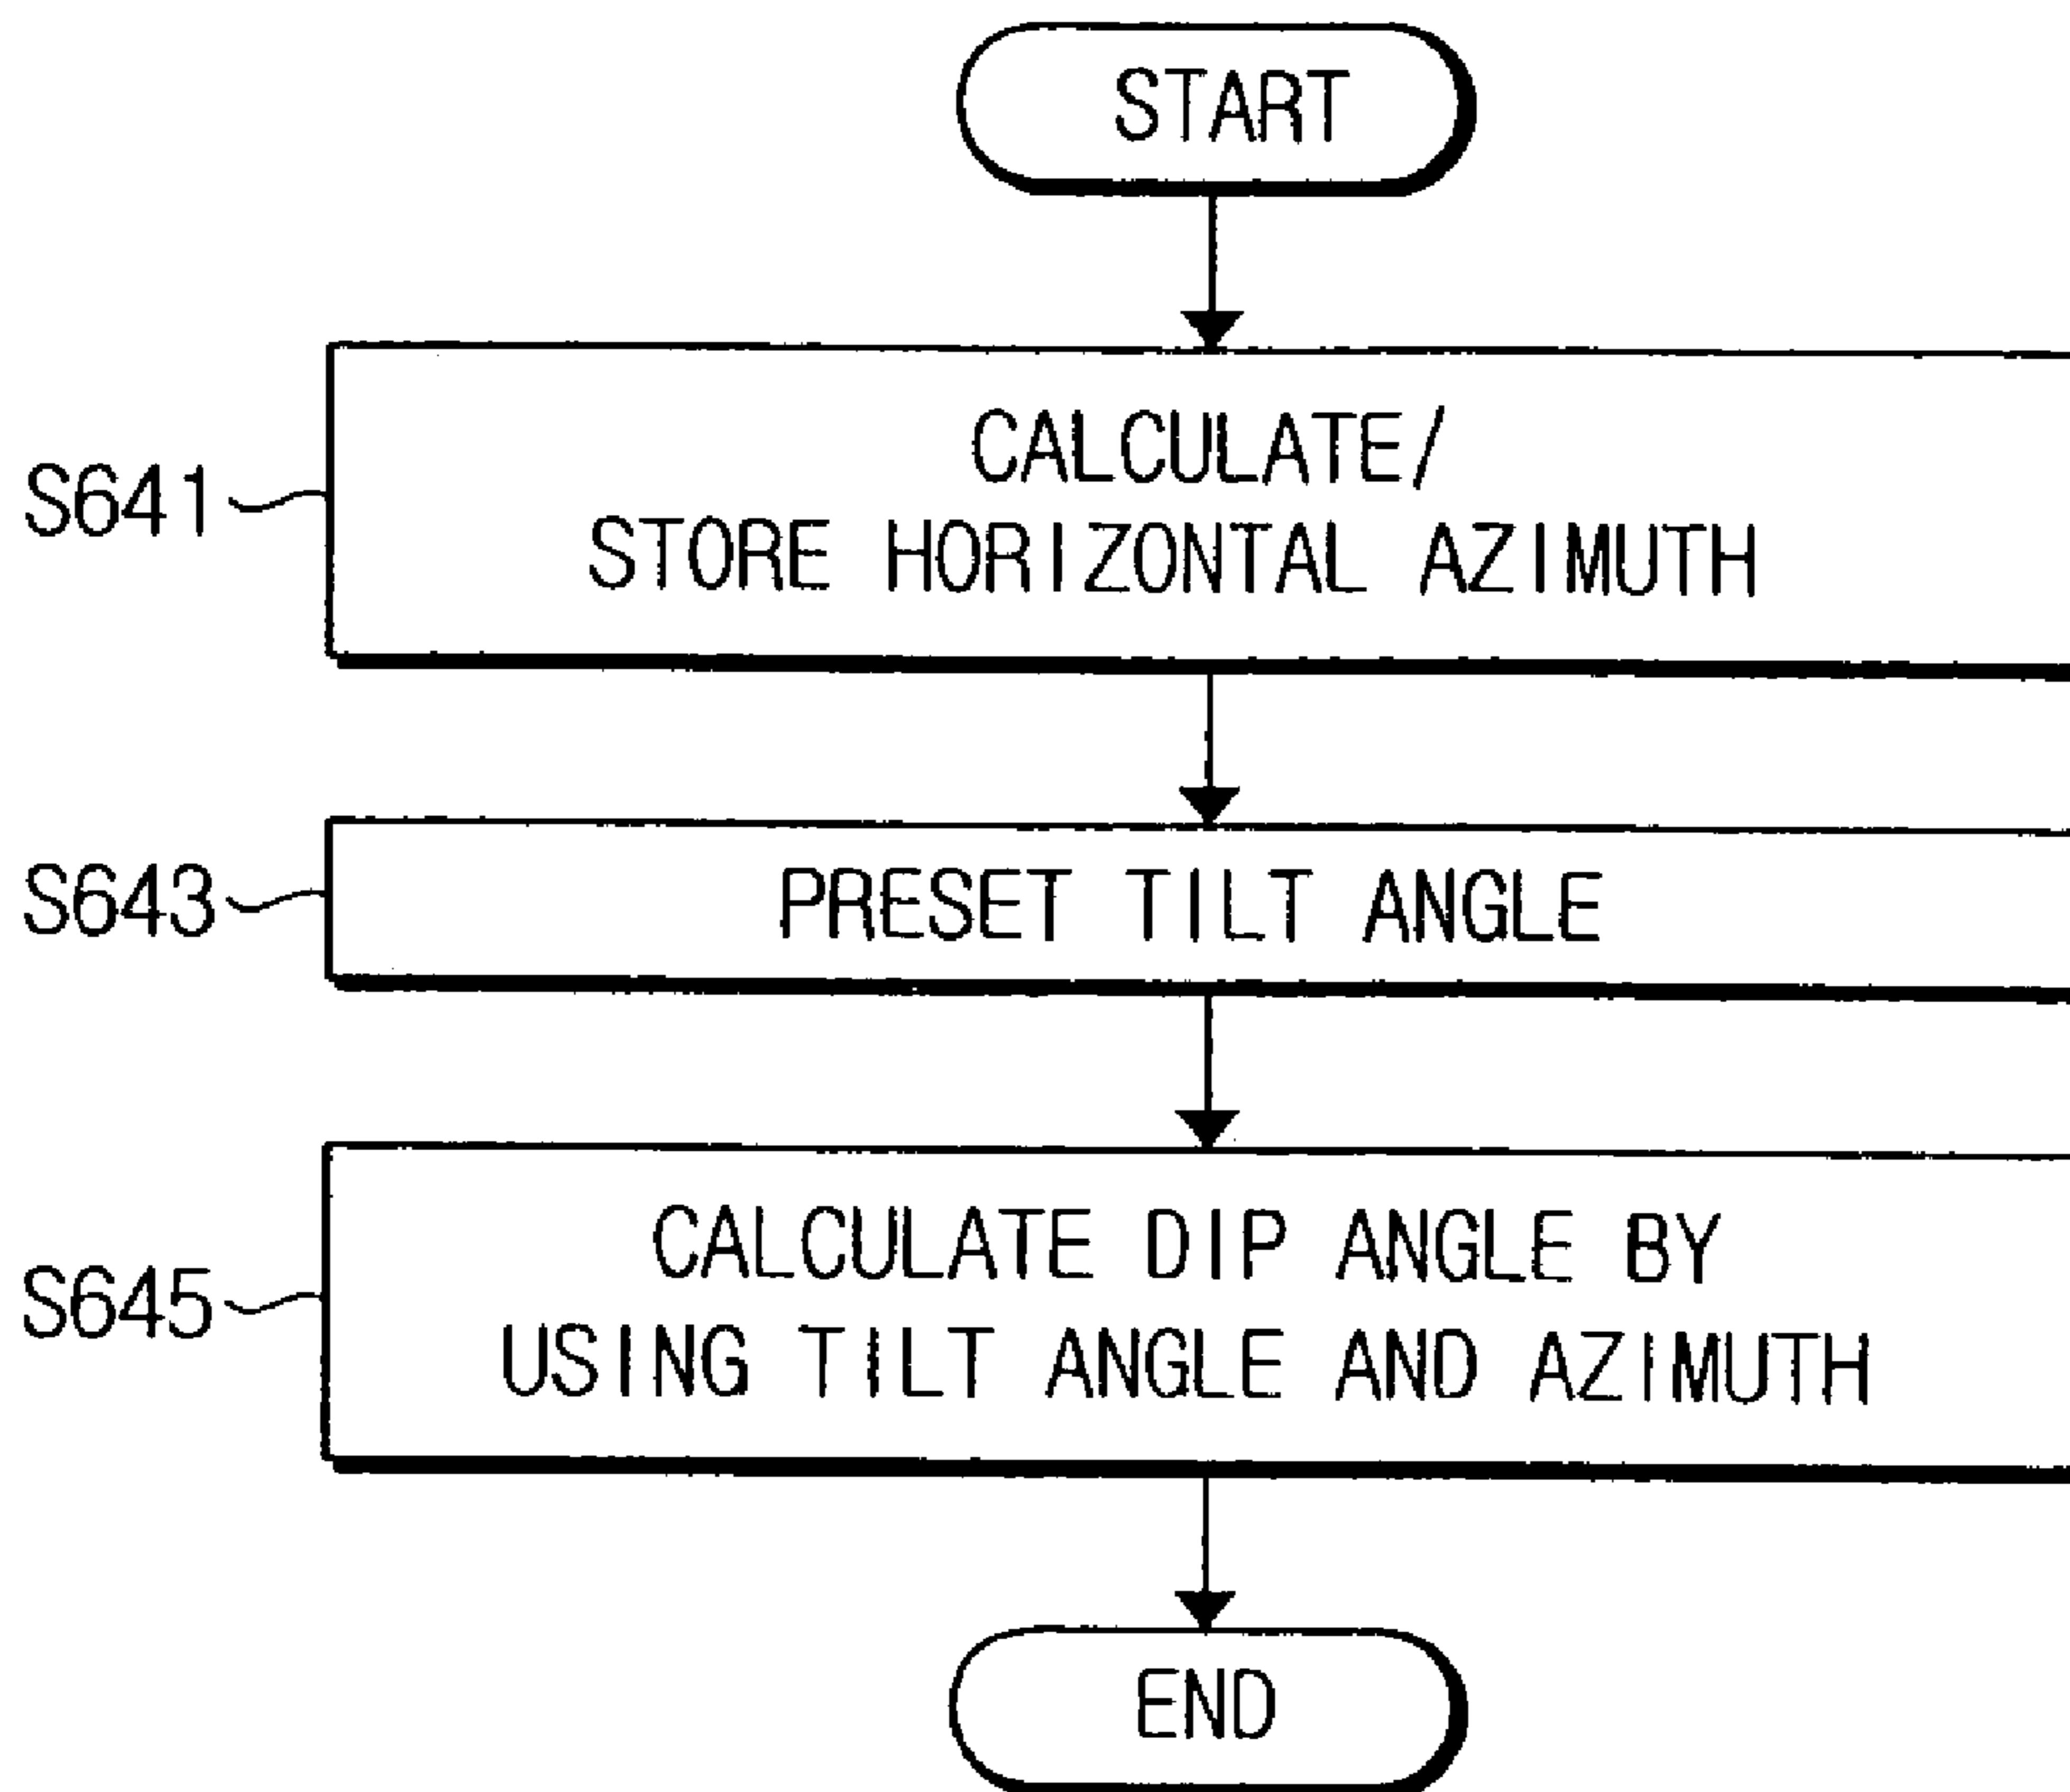 START
CALCULATE/
STORE HORIZONTAL AZIMUTH
S641
PRESET TILT ANGLE
S643
CALCULATE DIP ANGLE BY
USING TILT ANGLE AND AZIMUTH
S645
END